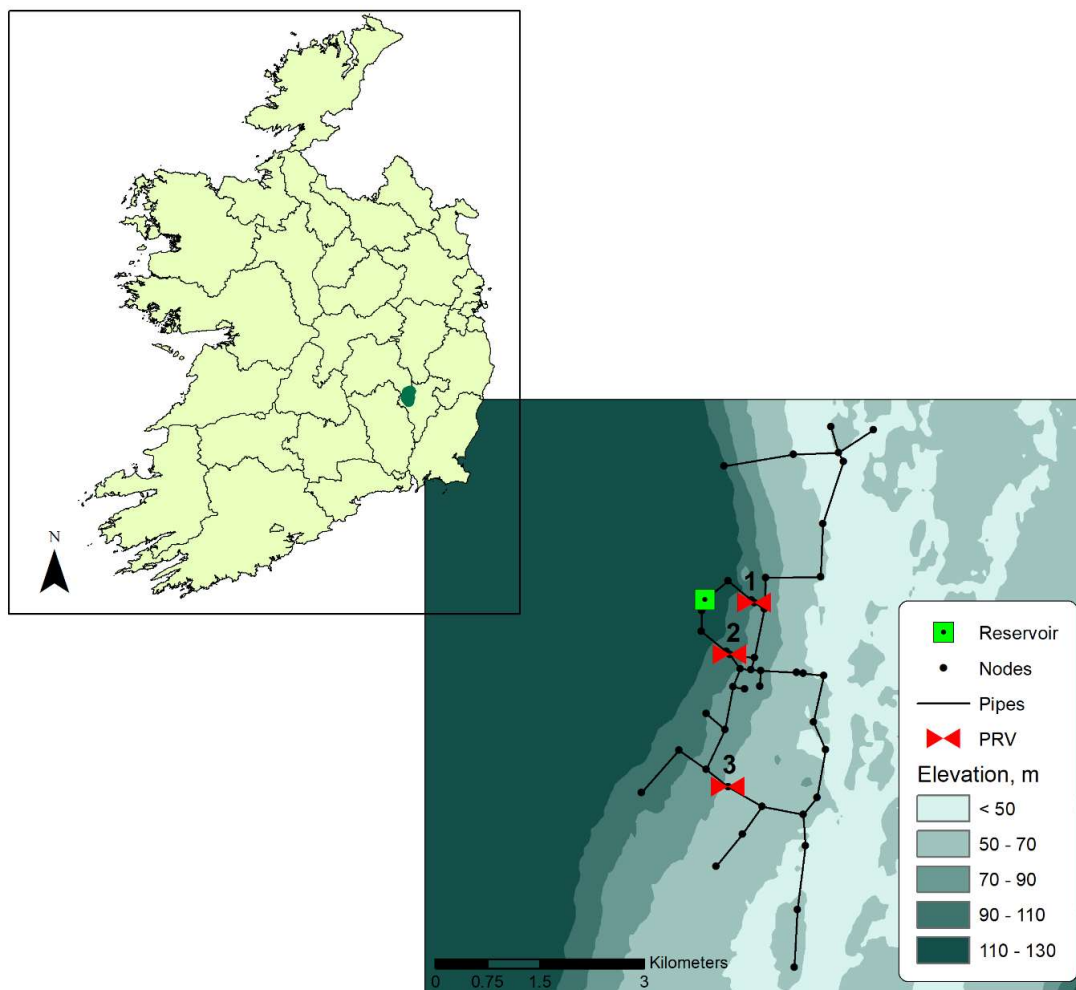 N
1
2
3
Reservoir
Nodes
Pipes
PRV
Elevation, m
< 50
50 - 70
70 - 90
90 - 110
110 - 130
Kilometers
0 0.75 1.5 3